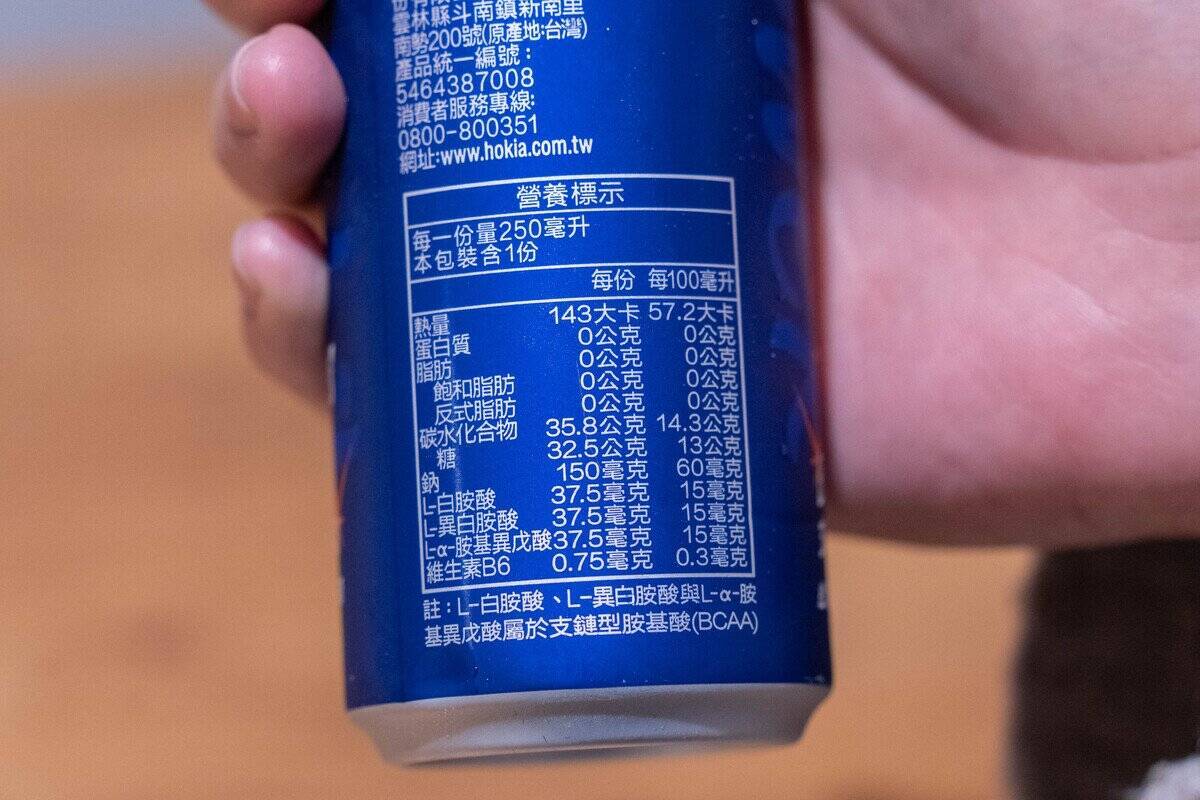 雲林縣斗南鎮新南里
南勢200號(原產地:台灣)
產品統一編號：
5464387008
消費者服務專線:
0800-800351
網址:www.hokia.com.tw
營養標示
每一份量250毫升
本包裝含1份
每份 每100毫升
熱量 143大卡 57.2大卡
蛋白質 0公克 0公克
脂肪 0公克 0公克
飽和脂肪 0公克 0公克
反式脂肪 0公克 0公克
碳水化合物 35.8公克 14.3公克
糖 32.5公克 13公克
鈉 150毫克 60毫克
L-白胺酸 37.5毫克 15毫克
L-異白胺酸 37.5毫克 15毫克
L-α-胺基異戊酸 37.5毫克 15毫克
維生素B6 0.75毫克 0.3毫克
註：L-白胺酸、L-異白胺酸與L-α-胺
基異戊酸屬於支鏈型胺基酸(BCAA)